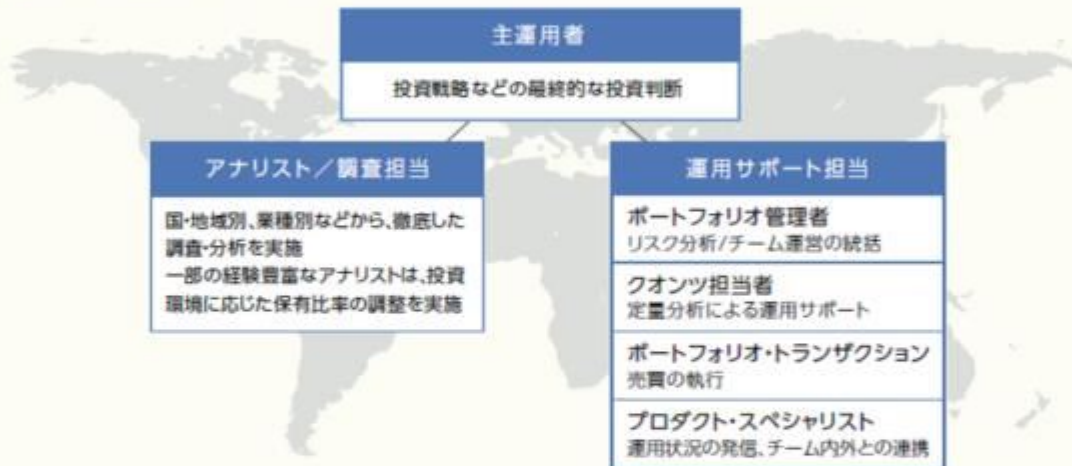 主運用者
投資戦略などの最終的な投資判断
アナリスト／調査担当
国・地域別、業種別などから、徹底した
調査・分析を実施
一部の経験豊富なアナリストは、投資
環境に応じた保有比率の調整を実施
運用サポート担当
ポートフォリオ管理者
リスク分析/チーム運営の統括
クオンツ担当者
定量分析による運用サポート
ポートフォリオ・トランザクション
売買の執行
プロダクト・スペシャリスト
運用状況の発信、チーム内外との連携